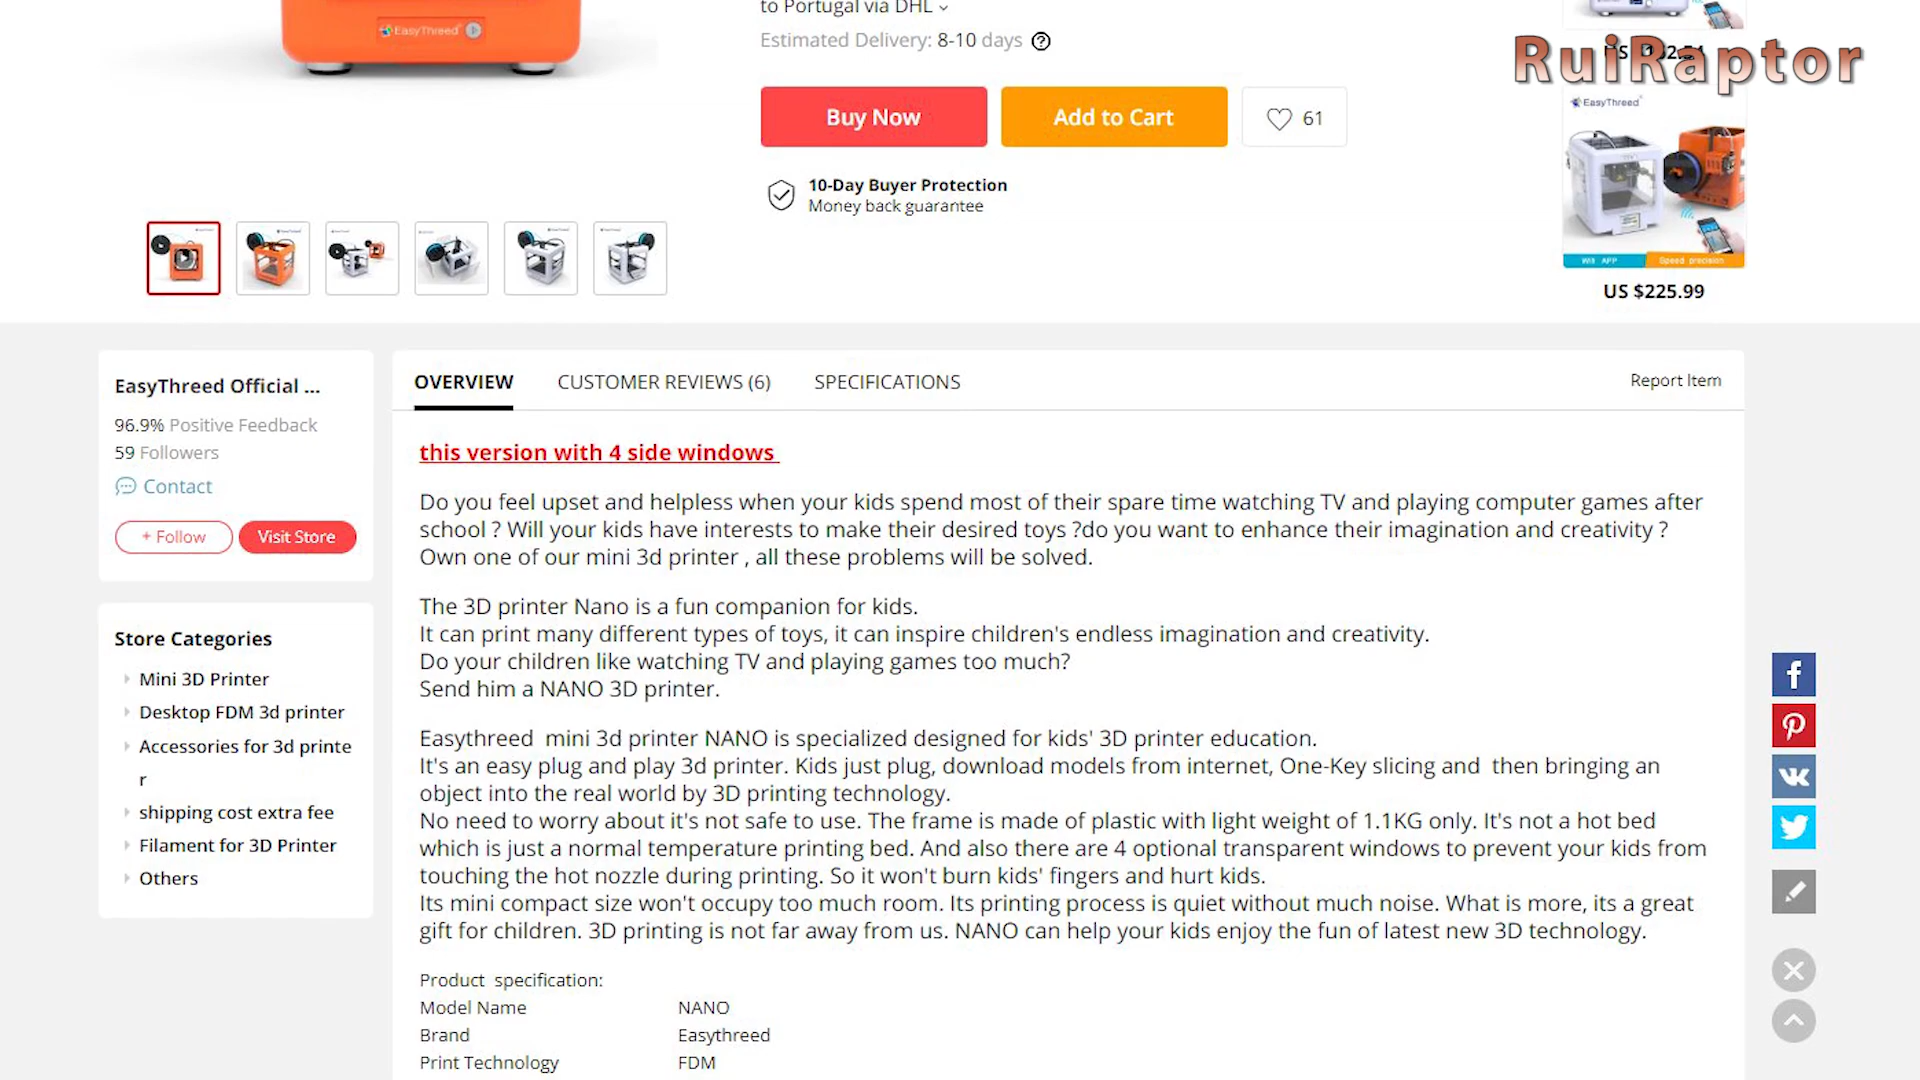 to Portugal via DHL
EasyThreed
Estimated Delivery: 8-10 days
RuiRaptor
EasyThreed
Buy Now
Add to Cart
61
10-Day Buyer Protection
Money back guarantee
Wifi APP
Speed precision
US $225.99
EasyThreed Official ...
96.9% Positive Feedback
59 Followers
Contact
+ Follow
Visit Store
Store Categories
Mini 3D Printer
Desktop FDM 3d printer
Accessories for 3d printe
r
shipping cost extra fee
Filament for 3D Printer
Others
OVERVIEW
CUSTOMER REVIEWS (6)
SPECIFICATIONS
Report Item
this version with 4 side windows
Do you feel upset and helpless when your kids spend most of their spare time watching TV and playing computer games after
school ? Will your kids have interests to make their desired toys ?do you want to enhance their imagination and creativity ?
Own one of our mini 3d printer , all these problems will be solved.
The 3D printer Nano is a fun companion for kids.
It can print many different types of toys, it can inspire children's endless imagination and creativity.
Do your children like watching TV and playing games too much?
Send him a NANO 3D printer.
Easythreed mini 3d printer NANO is specialized designed for kids' 3D printer education.
It's an easy plug and play 3d printer. Kids just plug, download models from internet, One-Key slicing and then bringing an
object into the real world by 3D printing technology.
No need to worry about it's not safe to use. The frame is made of plastic with light weight of 1.1KG only. It's not a hot bed
which is just a normal temperature printing bed. And also there are 4 optional transparent windows to prevent your kids from
touching the hot nozzle during printing. So it won't burn kids' fingers and hurt kids.
Its mini compact size won't occupy too much room. Its printing process is quiet without much noise. What is more, its a great
gift for children. 3D printing is not far away from us. NANO can help your kids enjoy the fun of latest new 3D technology.
Product specification:
Model Name NANO
Brand Easythreed
Print Technology FDM